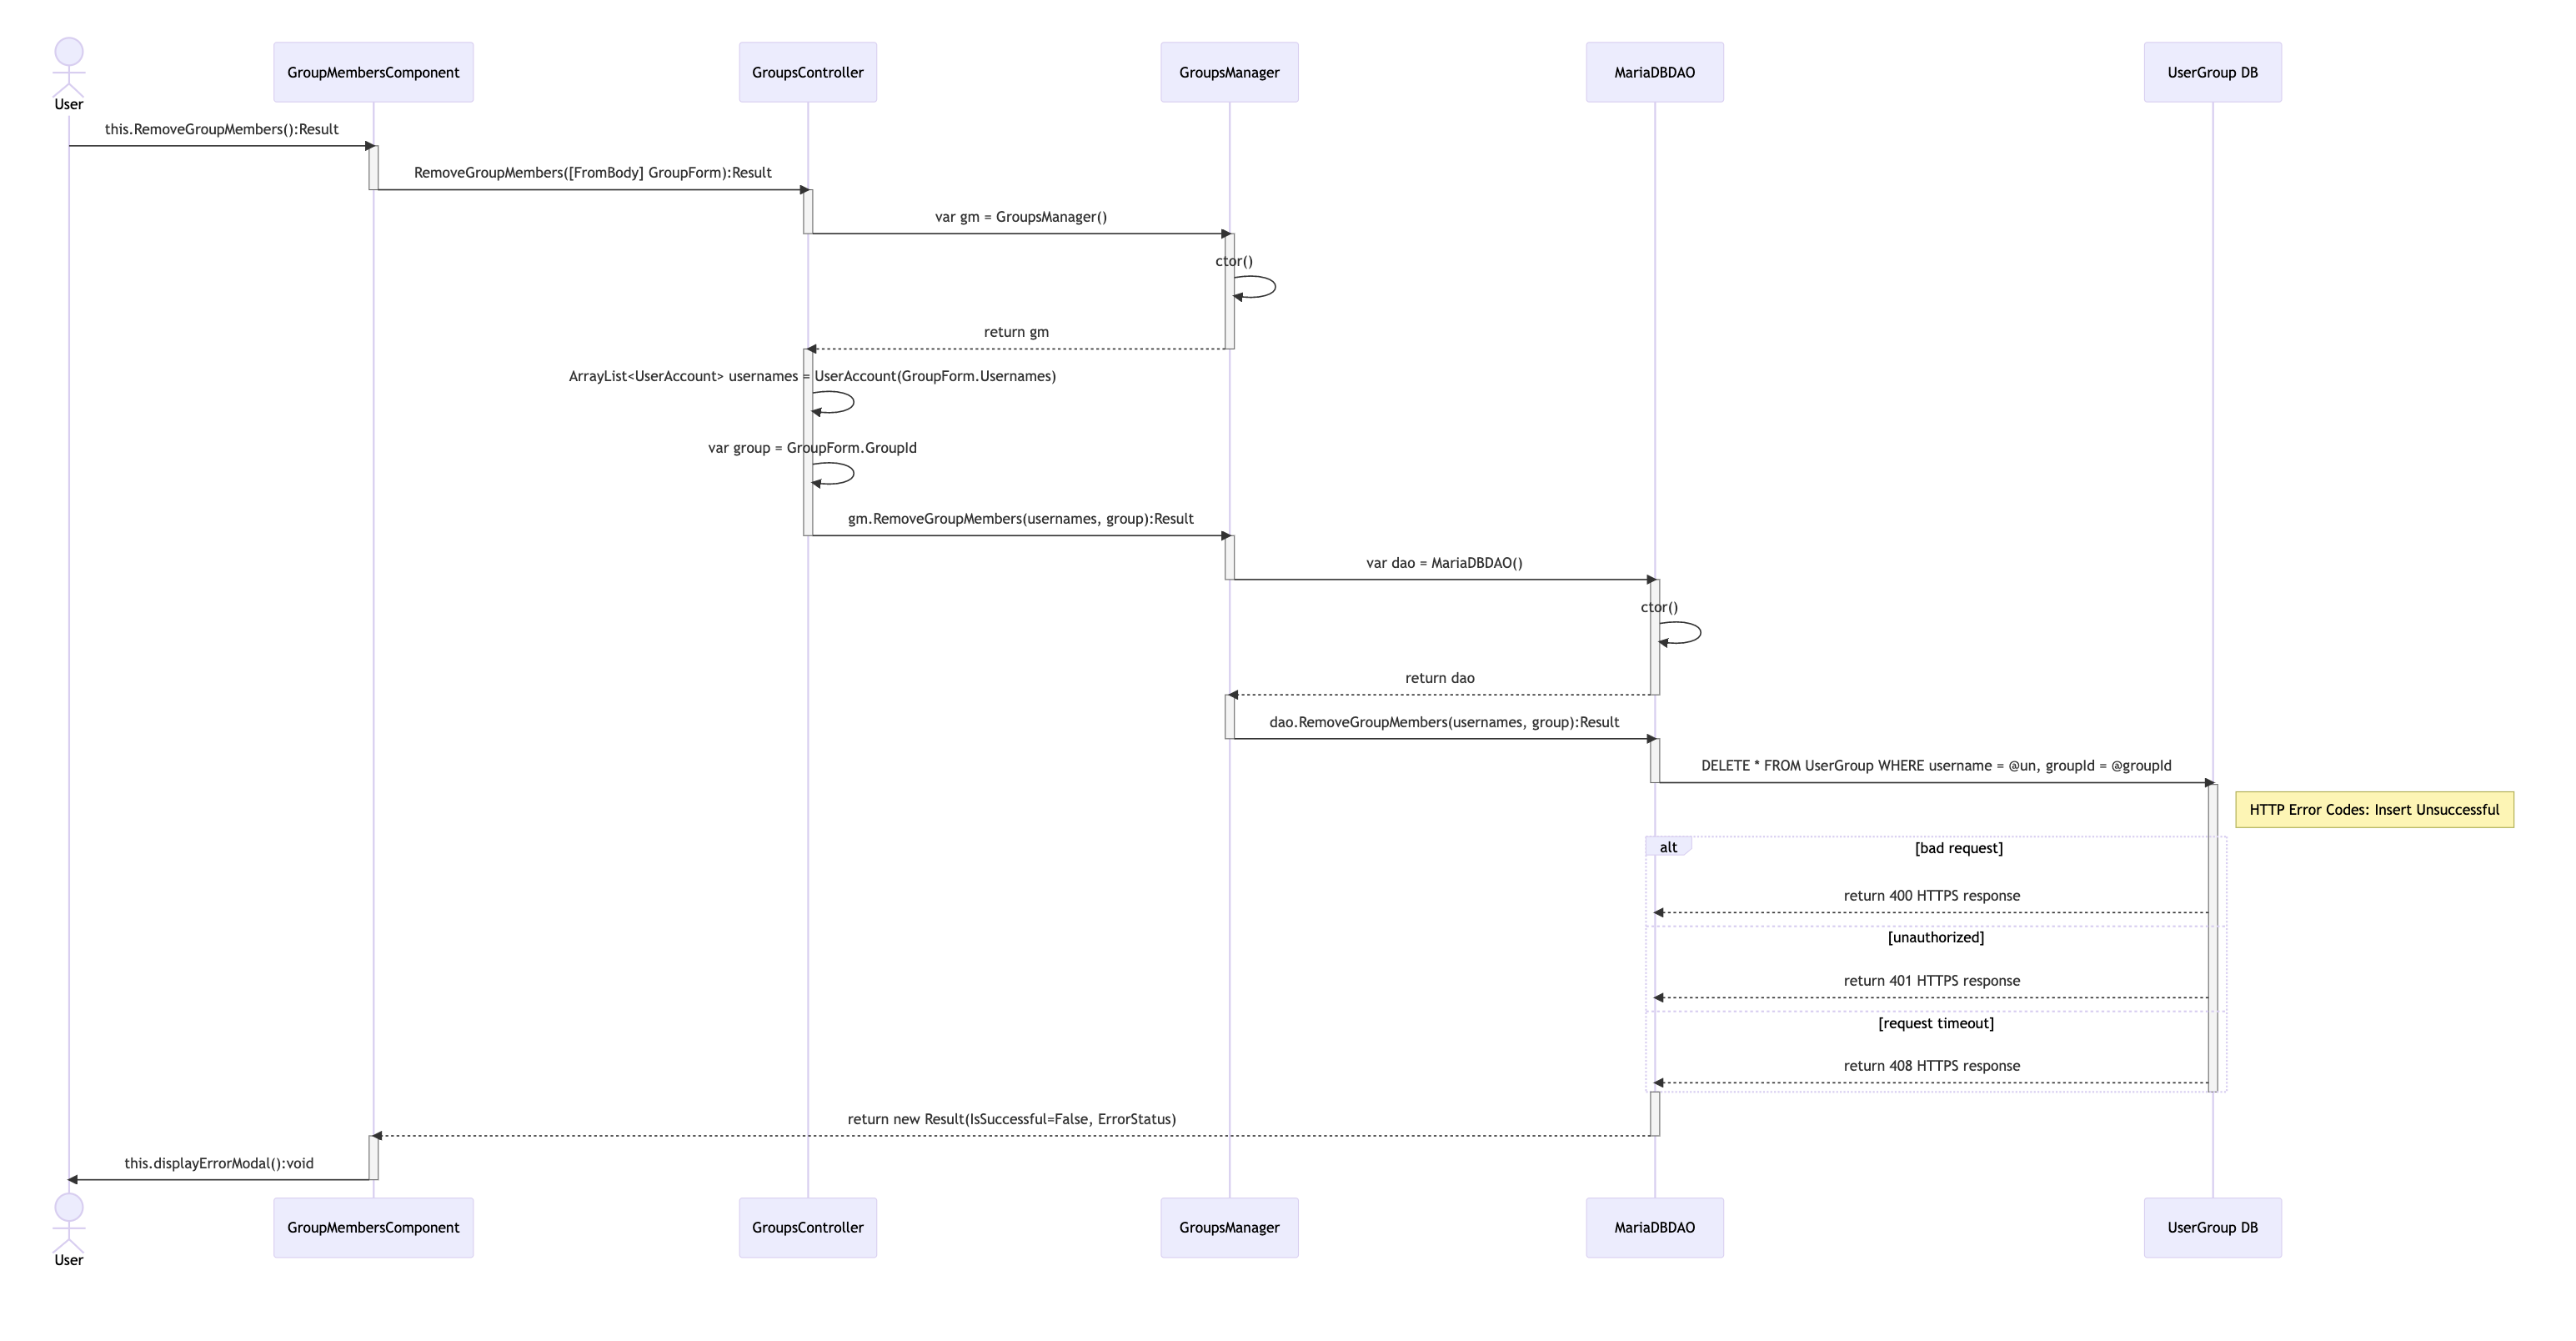 User
GroupMembersComponent
GroupsController
GroupsManager
MariaDBDAO
UserGroup DB
this.RemoveGroupMembers():Result
RemoveGroupMembers([FromBody] GroupForm):Result
var gm = GroupsManager()
ctor()
return gm
ArrayList<UserAccount> usernames = UserAccount(GroupForm.Usernames)
var group = GroupForm.GroupId
gm.RemoveGroupMembers(usernames, group):Result
var dao = MariaDBDAO()
ctor()
return dao
dao.RemoveGroupMembers(usernames, group):Result
DELETE * FROM UserGroup WHERE username = @un, groupId = @groupId
HTTP Error Codes: Insert Unsuccessful
alt
[bad request]
return 400 HTTPS response
[unauthorized]
return 401 HTTPS response
[request timeout]
return 408 HTTPS response
return new Result(IsSuccessful=False, ErrorStatus)
this.displayErrorModal():void
User
GroupMembersComponent
GroupsController
GroupsManager
MariaDBDAO
UserGroup DB